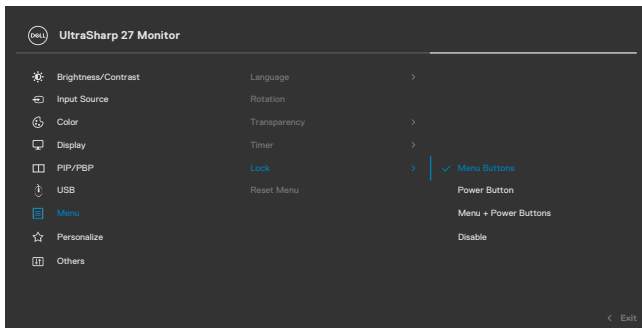 DELL UltraSharp 27 Monitor
Brightness/Contrast
Input Source
Color
Display
PIP/PBP
USB
Menu
Personalize
Others
Language
Rotation
Transparency
Timer
Lock
Reset Menu
Menu Buttons
Power Button
Menu + Power Buttons
Disable
Exit